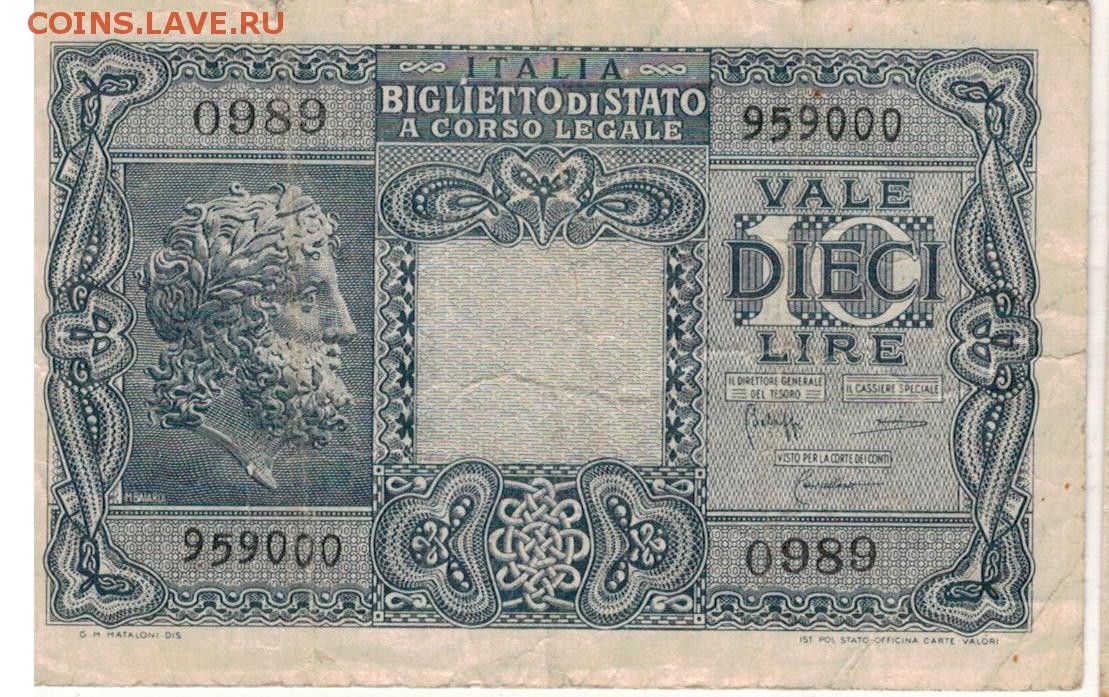 COINS.LAVE.RU
ITALIA
BIGLIETTO DI STATO
A CORSO LEGALE
0989
959000
VALE
10
DIECI
LIRE
IL DIRETTORE GENERALE
DEL TESORO
IL CASSIERE SPECIALE
VISTO PER LA CORTE DEI CONTI
M. BAIARDI
959000
0989
G. M. MATALONI DIS
IST. POL. STATO-OFFICINA CARTE-VALORI